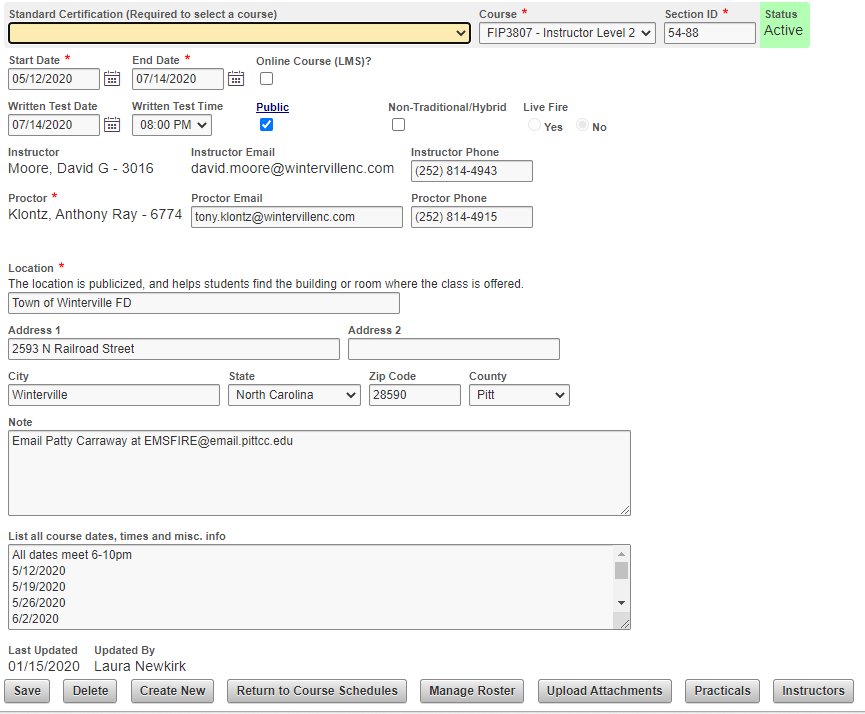 Standard Certification (Required to select a course) Course * Section ID * Status
FIP3807 - Instructor Level 2 54-88 Active
Start Date * End Date * Online Course (LMS)?
05/12/2020 07/14/2020
Written Test Date Written Test Time Public Non-Traditional/Hybrid Live Fire
07/14/2020 08:00 PM Yes No
Instructor Instructor Email Instructor Phone
Moore, David G - 3016 david.moore@wintervillenc.com (252) 814-4943
Proctor * Proctor Email Proctor Phone
Klontz, Anthony Ray - 6774 tony.klontz@wintervillenc.com (252) 814-4915
Location *
The location is publicized, and helps students find the building or room where the class is offered.
Town of Winterville FD
Address 1 Address 2
2593 N Railroad Street
City State Zip Code County
Winterville North Carolina 28590 Pitt
Note
Email Patty Carraway at EMSFIRE@email.pittcc.edu
List all course dates, times and misc. info
All dates meet 6-10pm
5/12/2020
5/19/2020
5/26/2020
6/2/2020
Last Updated Updated By
01/15/2020 Laura Newkirk
Save Delete Create New Return to Course Schedules Manage Roster Upload Attachments Practicals Instructors